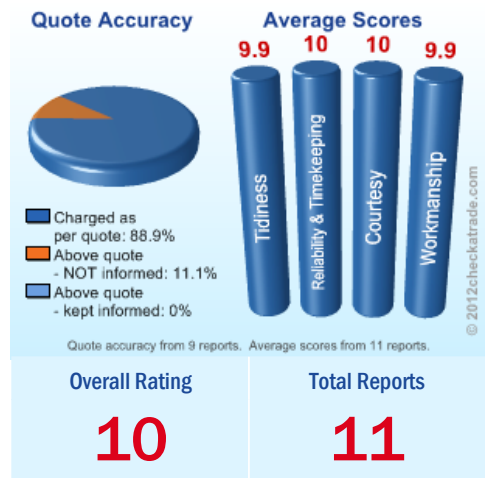 Quote Accuracy
Average Scores
9.9
10
10
9.9
Tidiness
Reliability & Timekeeping
Courtesy
Workmanship
Charged as
per quote: 88.9%
Above quote
- NOT informed: 11.1%
Above quote
- kept informed: 0%
© 2012checkatrade.com
Quote accuracy from 9 reports. Average scores from 11 reports.
Overall Rating
10
Total Reports
11